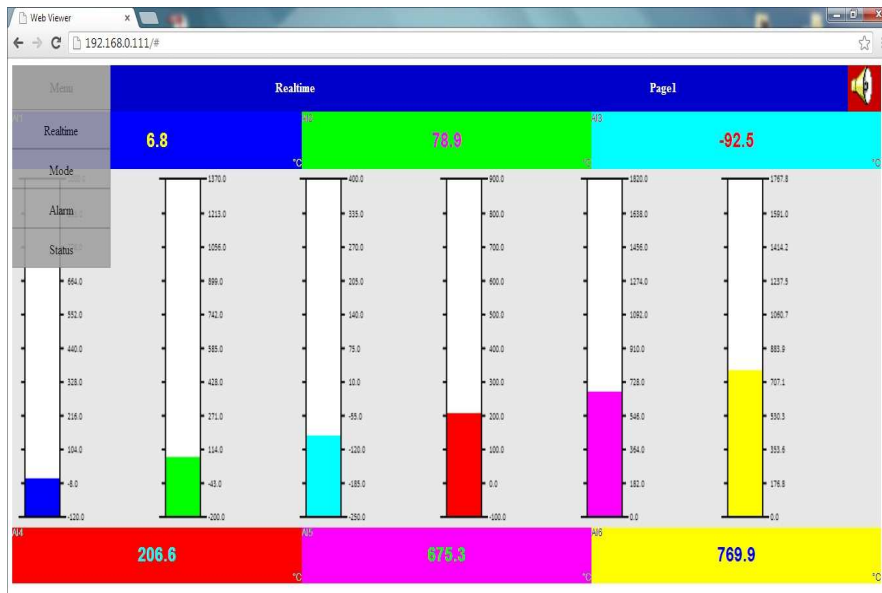 Web Viewer
192.168.0.111/#
Menu Realtime Page1
AI1 6.8 °C
AI2 78.9 °C
AI3 -92.5 °C
Realtime
Mode
Alarm
Status
1370.0 400.0 900.0 1820.0 1767.8
1213.0 335.0 800.0 1638.0 1591.0
1056.0 270.0 700.0 1456.0 1414.2
664.0 899.0 205.0 600.0 1274.0 1237.5
552.0 742.0 140.0 500.0 1092.0 1060.7
440.0 585.0 75.0 400.0 910.0 883.9
328.0 428.0 10.0 300.0 728.0 707.1
216.0 271.0 -55.0 200.0 546.0 530.3
104.0 114.0 -120.0 100.0 364.0 353.6
-8.0 -43.0 -185.0 0.0 182.0 176.8
-120.0 -200.0 -250.0 -100.0 0.0 0.0
AI4 206.6 °C
AI5 675.3 °C
AI6 769.9 °C